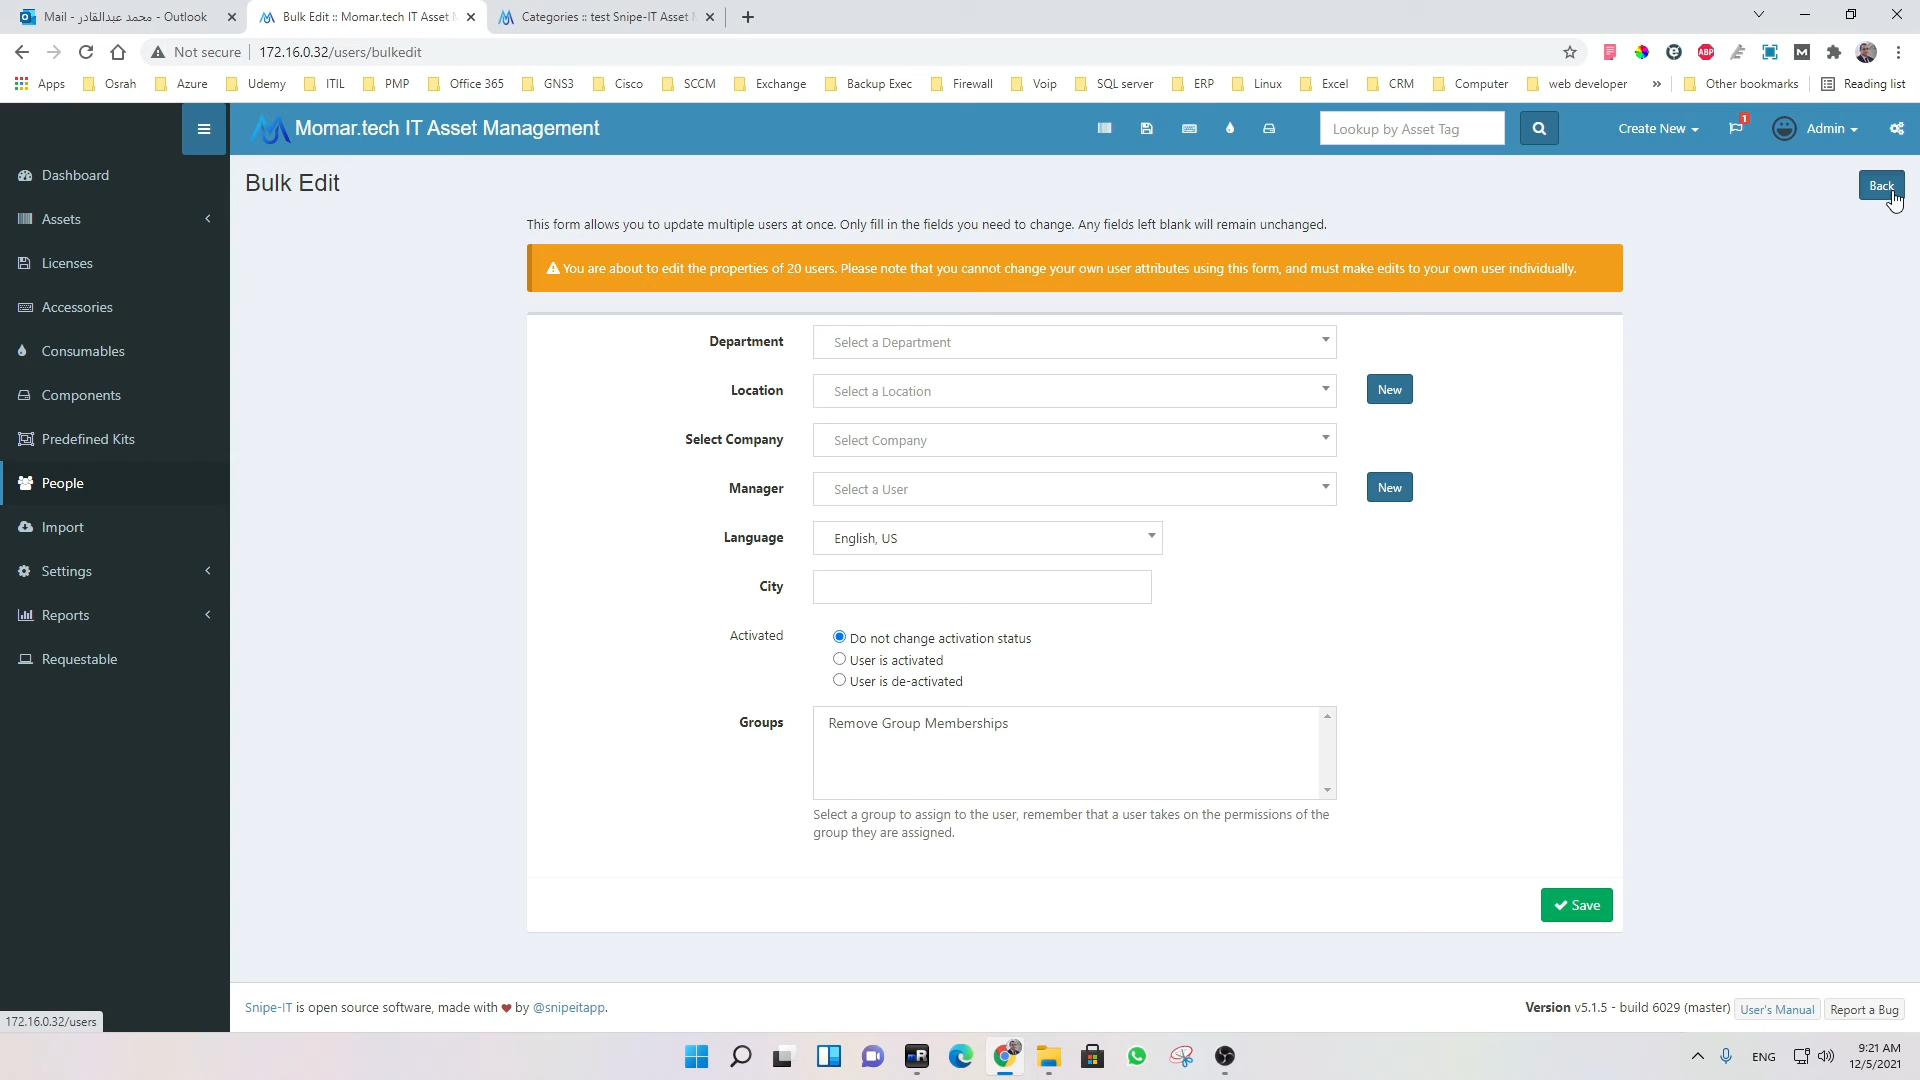 Mail - محمد عبدالقادر - Outlook
Bulk Edit :: Momar.tech IT Asset
Categories :: test Snipe-IT Asset
Not secure
172.16.0.32/users/bulkedit
Apps
Osrah
Azure
Udemy
ITIL
PMP
Office 365
GNS3
Cisco
SCCM
Exchange
Backup Exec
Firewall
Voip
SQL server
ERP
Linux
Excel
CRM
Computer
web developer
»
Other bookmarks
Reading list
Momar.tech IT Asset Management
Lookup by Asset Tag
Create New
1
Admin
Dashboard
Assets
Licenses
Accessories
Consumables
Components
Predefined Kits
People
Import
Settings
Reports
Requestable
Bulk Edit
Back
This form allows you to update multiple users at once. Only fill in the fields you need to change. Any fields left blank will remain unchanged.
You are about to edit the properties of 20 users. Please note that you cannot change your own user attributes using this form, and must make edits to your own user individually.
Department
Select a Department
Location
Select a Location
New
Select Company
Select Company
Manager
Select a User
New
Language
English, US
City
Activated
Do not change activation status
User is activated
User is de-activated
Groups
Remove Group Memberships
Select a group to assign to the user, remember that a user takes on the permissions of the
group they are assigned.
Save
Snipe-IT is open source software, made with ♥ by @snipeitapp.
Version v5.1.5 - build 6029 (master)
User's Manual
Report a Bug
172.16.0.32/users
ENG
9:21 AM
12/5/2021